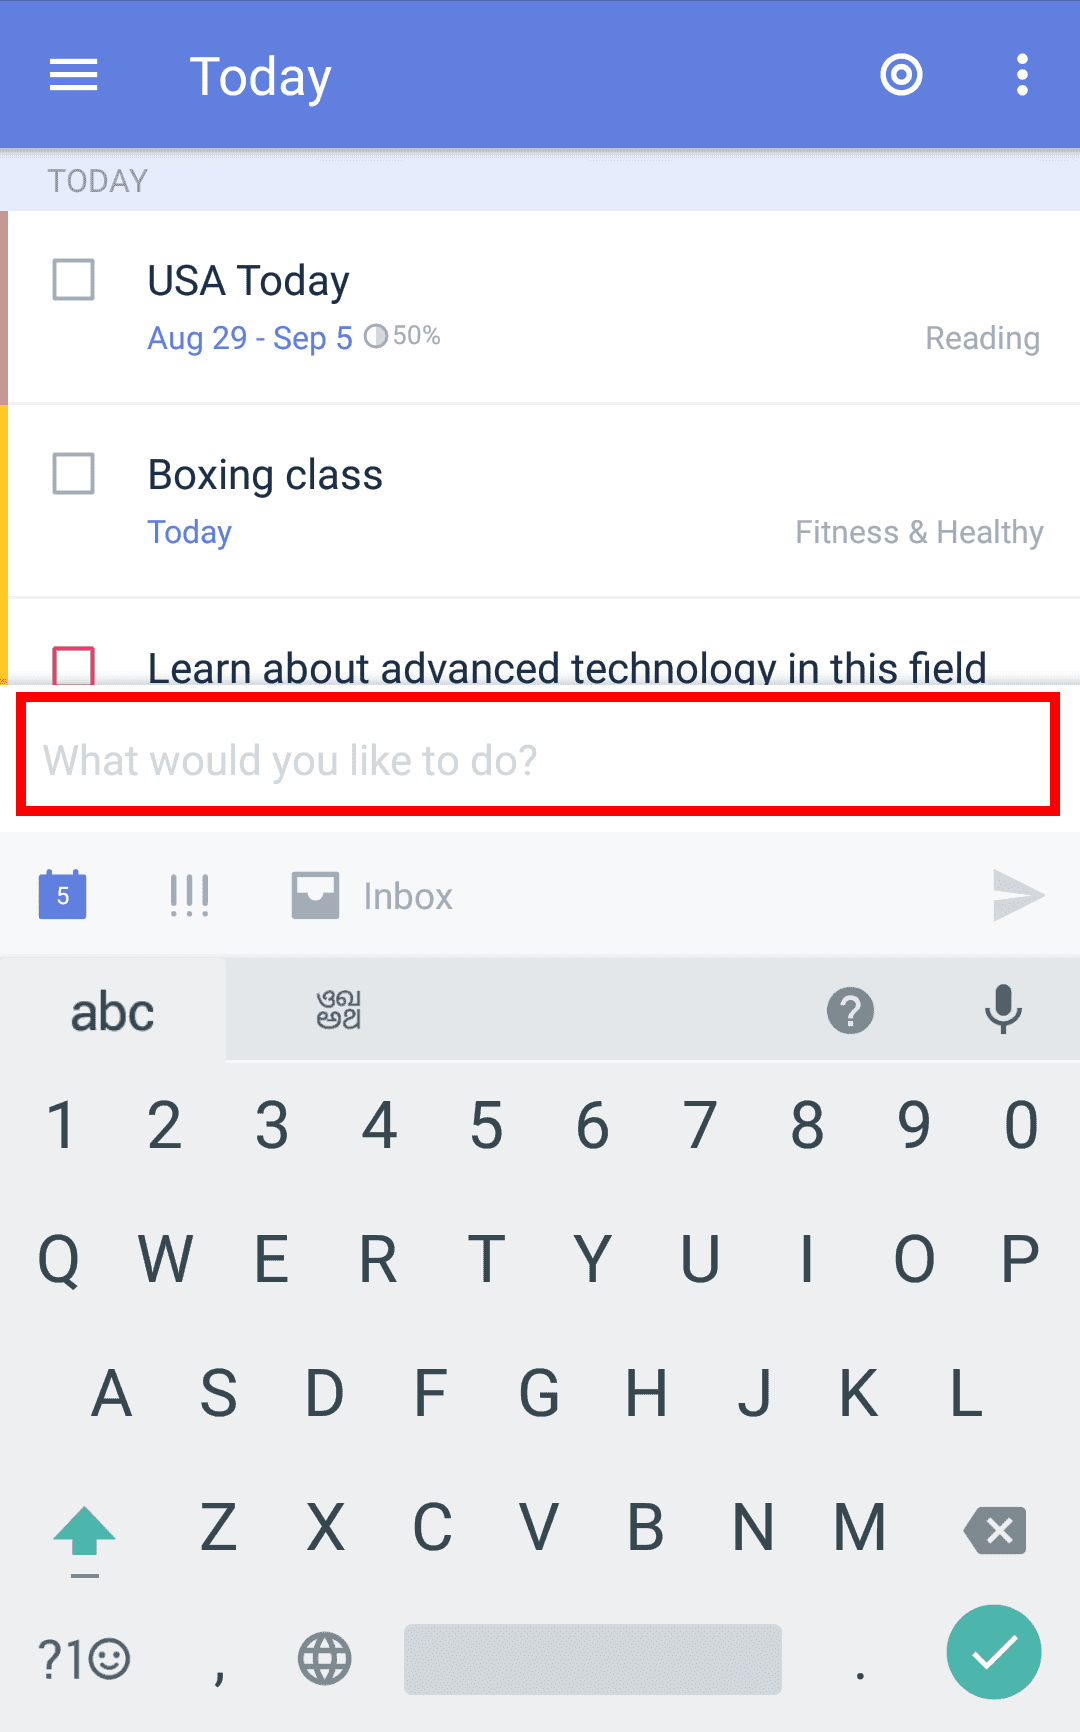 Today
TODAY
USA Today
Aug 29 - Sep 5 50%
Reading
Boxing class
Today
Fitness & Healthy
Learn about advanced technology in this field
What would you like to do?
5 !!! Inbox
abc ?
1 2 3 4 5 6 7 8 9 0
Q W E R T Y U I O P
A S D F G H J K L
Z X C V B N M
?1☺ , .